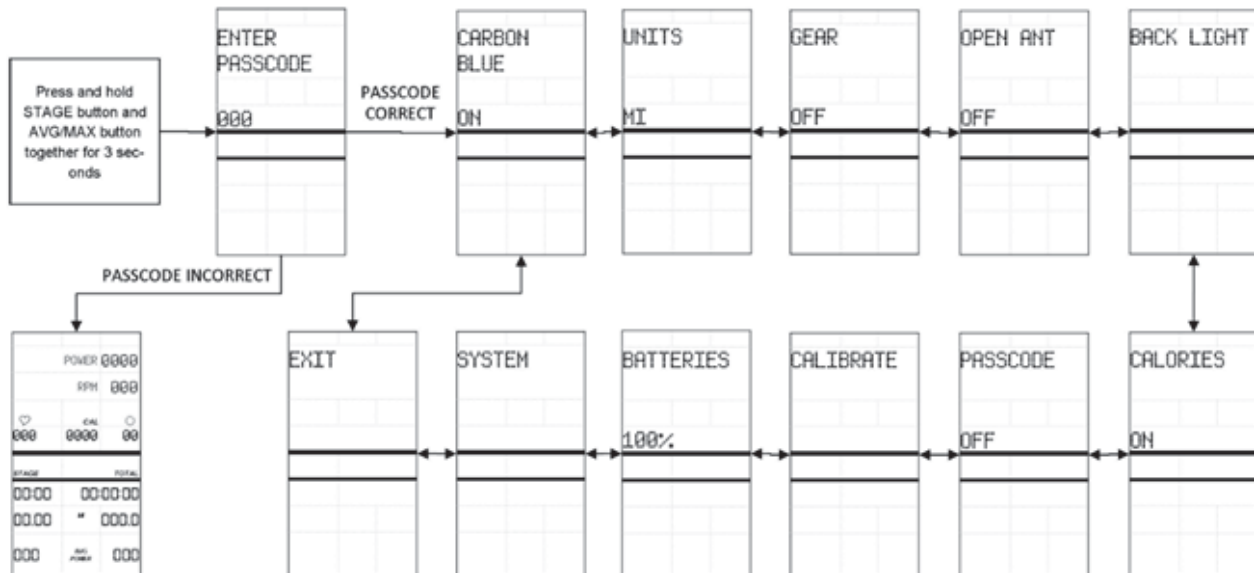 Press and hold
STAGE button and
AVG/MAX button
together for 3 sec-
onds
ENTER
PASSCODE
000
PASSCODE
CORRECT
CARBON
BLUE
ON
UNITS
MI
GEAR
OFF
OPEN ANT
OFF
BACK LIGHT
PASSCODE INCORRECT
POWER 0000
RPM 000
CAL
000 0000 00
STAGE TOTAL
00:00 00:00:00
00.00 M 000.0
AVG
000 POWER 000
EXIT
SYSTEM
BATTERIES
100%
CALIBRATE
PASSCODE
OFF
CALORIES
ON